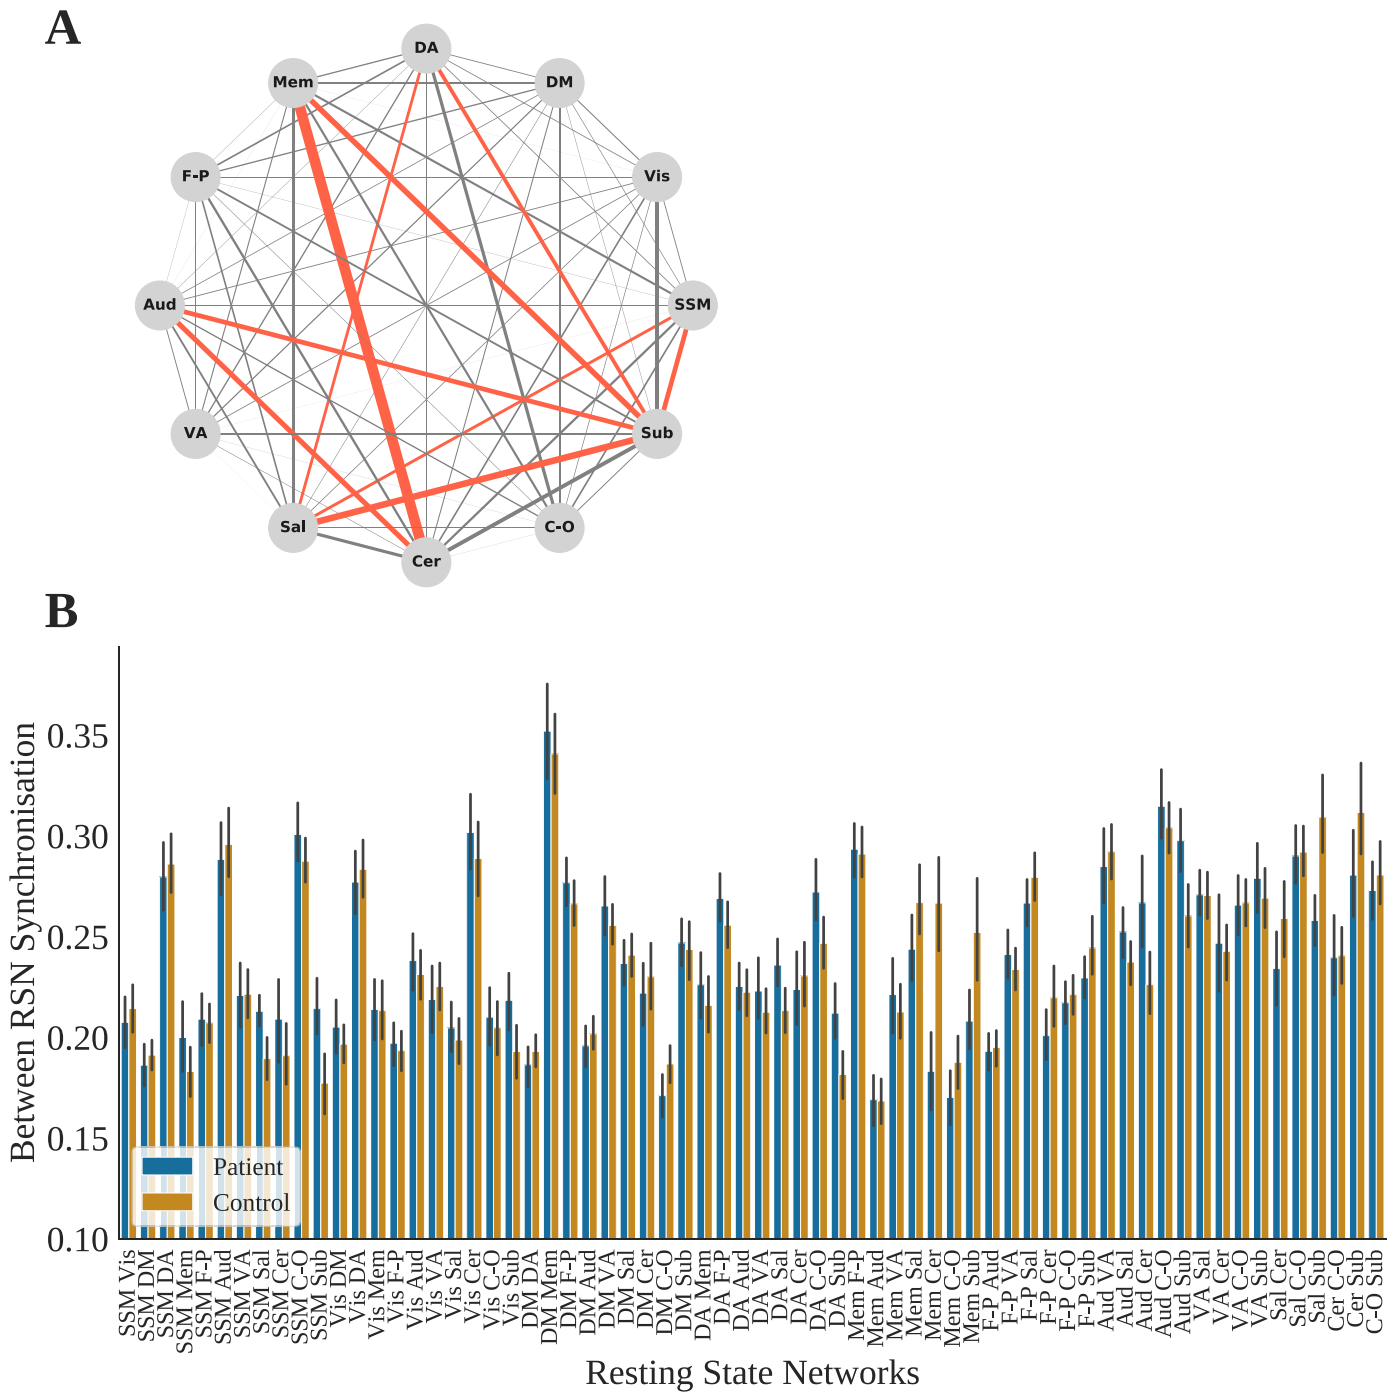 A
DA
Mem
DM
F-P
Vis
Aud
SSM
VA
Sub
Sal
C-O
Cer
B
Between RSN Synchronisation
0.35
0.30
0.25
0.20
0.15
0.10
Patient
Control
SSM Vis
SSM DM
SSM DA
SSM Mem
SSM F-P
SSM Aud
SSM VA
SSM Sal
SSM Cer
SSM C-O
SSM Sub
Vis DM
Vis DA
Vis Mem
Vis F-P
Vis Aud
Vis VA
Vis Sal
Vis Cer
Vis C-O
Vis Sub
DM DA
DM Mem
DM F-P
DM Aud
DM VA
DM Sal
DM Cer
DM C-O
DM Sub
DA Mem
DA F-P
DA Aud
DA VA
DA Sal
DA Cer
DA C-O
DA Sub
Mem F-P
Mem Aud
Mem VA
Mem Sal
Mem Cer
Mem C-O
Mem Sub
F-P Aud
F-P VA
F-P Sal
F-P Cer
F-P C-O
F-P Sub
Aud VA
Aud Sal
Aud Cer
Aud C-O
Aud Sub
VA Sal
VA Cer
VA C-O
VA Sub
Sal Cer
Sal C-O
Sal Sub
Cer C-O
Cer Sub
C-O Sub
Resting State Networks